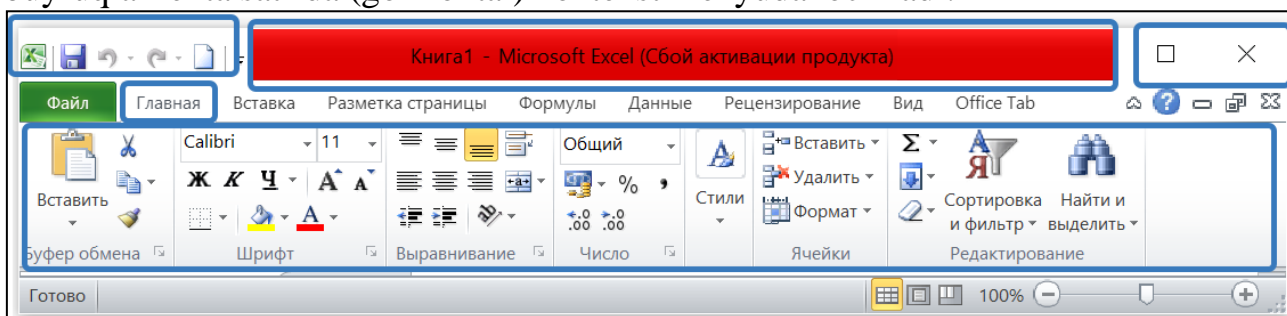 Книга1 - Microsoft Excel (Сбой активации продукта)
Файл Главная Вставка Разметка страницы Формулы Данные Рецензирование Вид Office Tab
Calibri 11 Общий Вставить
Ж К Ч % Удалить
Вставить Стили Формат Сортировка и фильтр Найти и выделить
Буфер обмена Шрифт Выравнивание Число Ячейки Редактирование
Готово 100%